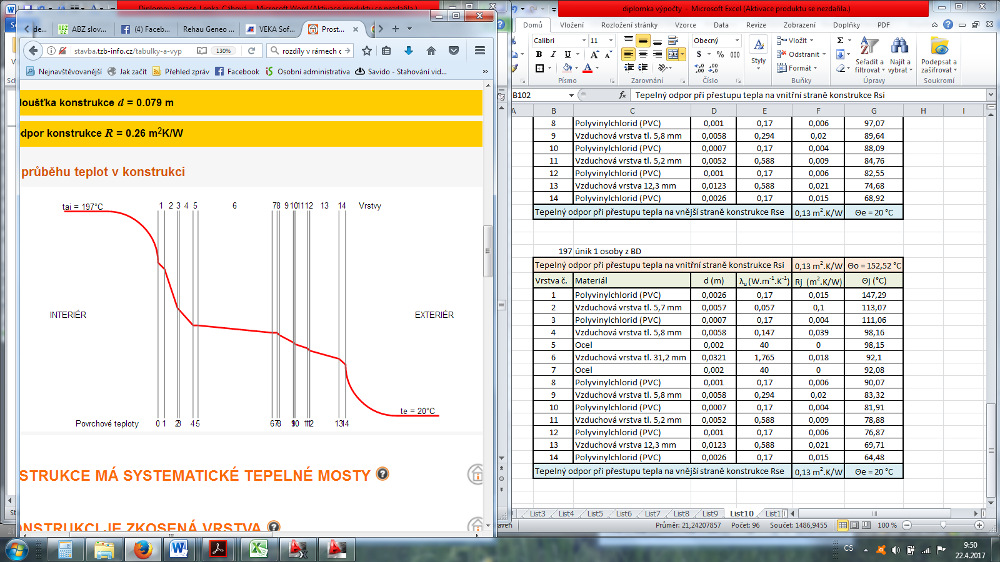 Diplomova_prace_Lenka_Cábová - Microsoft Word (Aktivace produktu se nezdařila.)
de...
ABZ slov...
(4) Faceb...
Rehau Geneo ...
VEKA Sof...
Prost...
stavba.tzb-info.cz/tabulky-a-vyp
130%
rozdíly v rámech c
Nejnavštěvovanější
Jak začít
Přehled zpráv
Facebook
Osobní administrativa
Savido - Stahování vid...
loušťka konstrukce d = 0.079 m
odpor konstrukce R = 0.26 m²K/W
průběhu teplot v konstrukci
1 2 3 4 5 6 7 8 9 10 11 12 13 14 Vrstvy
tai = 197°C
INTERIÉR
EXTERIÉR
te = 20°C
Povrchové teploty 0 1 2 3 4 5 6 7 8 9 10 11 12 13 14
STRUKCE MÁ SYSTEMATICKÉ TEPELNÉ MOSTY
ONSTRUKCI JE ZKOSENÁ VRSTVA
diplomka výpočty - Microsoft Excel (Aktivace produktu se nezdařila.)
Domů Vložení Rozložení stránky Vzorce Data Revize Zobrazení Doplňky PDF
Calibri 11 Obecný
B I U A
$ % 000
Styly
Vložit
Odstranit
Formát
Seřadit a filtrovat
Najít a vybrat
Podepsat a zašifrovat
Písmo Zarovnání Číslo Buňky Úpravy Soukromí
B102 fx Tepelný odpor při přestupu tepla na vnitřní straně konstrukce Rsi
A B C D E F G H I
8 Polyvinylchlorid (PVC) 0,001 0,17 0,006 97,07
9 Vzduchová vrstva tl. 5,8 mm 0,0058 0,294 0,02 89,64
10 Polyvinylchlorid (PVC) 0,0007 0,17 0,004 88,09
11 Vzduchová vrstva tl. 5,2 mm 0,0052 0,588 0,009 84,76
12 Polyvinylchlorid (PVC) 0,001 0,17 0,006 82,55
13 Vzduchová vrstva 12,3 mm 0,0123 0,588 0,021 74,68
14 Polyvinylchlorid (PVC) 0,0026 0,17 0,015 68,92
Tepelný odpor při přestupu tepla na vnější straně konstrukce Rse 0,13 m².K/W Θe = 20 °C
197 únik 1 osoby z BD
Tepelný odpor při přestupu tepla na vnitřní straně konstrukce Rsi 0,13 m².K/W Θo = 152,52 °C
Vrstva č. Materiál d (m) λu (W.m⁻¹.K⁻¹) Rj (m².K/W) Θj (°C)
1 Polyvinylchlorid (PVC) 0,0026 0,17 0,015 147,29
2 Vzduchová vrstva tl. 5,7 mm 0,0057 0,057 0,1 113,07
3 Polyvinylchlorid (PVC) 0,0007 0,17 0,004 111,06
4 Vzduchová vrstva tl. 5,8 mm 0,0058 0,147 0,039 98,16
5 Ocel 0,002 40 0 98,15
6 Vzduchová vrstva tl. 31,2 mm 0,0321 1,765 0,018 92,1
7 Ocel 0,002 40 0 92,08
8 Polyvinylchlorid (PVC) 0,001 0,17 0,006 90,07
9 Vzduchová vrstva tl. 5,8 mm 0,0058 0,294 0,02 83,32
10 Polyvinylchlorid (PVC) 0,0007 0,17 0,004 81,91
11 Vzduchová vrstva tl. 5,2 mm 0,0052 0,588 0,009 78,88
12 Polyvinylchlorid (PVC) 0,001 0,17 0,006 76,87
13 Vzduchová vrstva 12,3 mm 0,0123 0,588 0,021 69,71
14 Polyvinylchlorid (PVC) 0,0026 0,17 0,015 64,48
Tepelný odpor při přestupu tepla na vnější straně konstrukce Rse 0,13 m².K/W Θe = 20 °C
List3 List4 List5 List6 List7 List8 List9 List10 List1
Průměr: 21,24207857 Počet: 96 Součet: 1486,9455 100 %
CS
9:50
22.4.2017